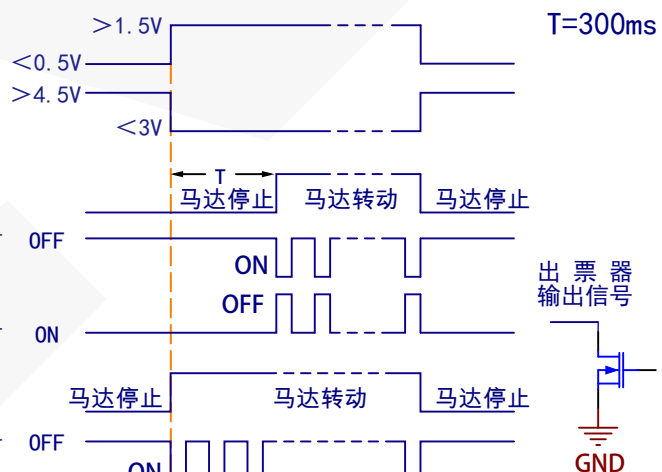 >1.5V
T=300ms
<0.5V
>4.5V
<3V
T
马达停止 马达转动 马达停止
OFF
ON
OFF
ON
出票器
输出信号
马达停止 马达转动 马达停止
OFF
ON
GND